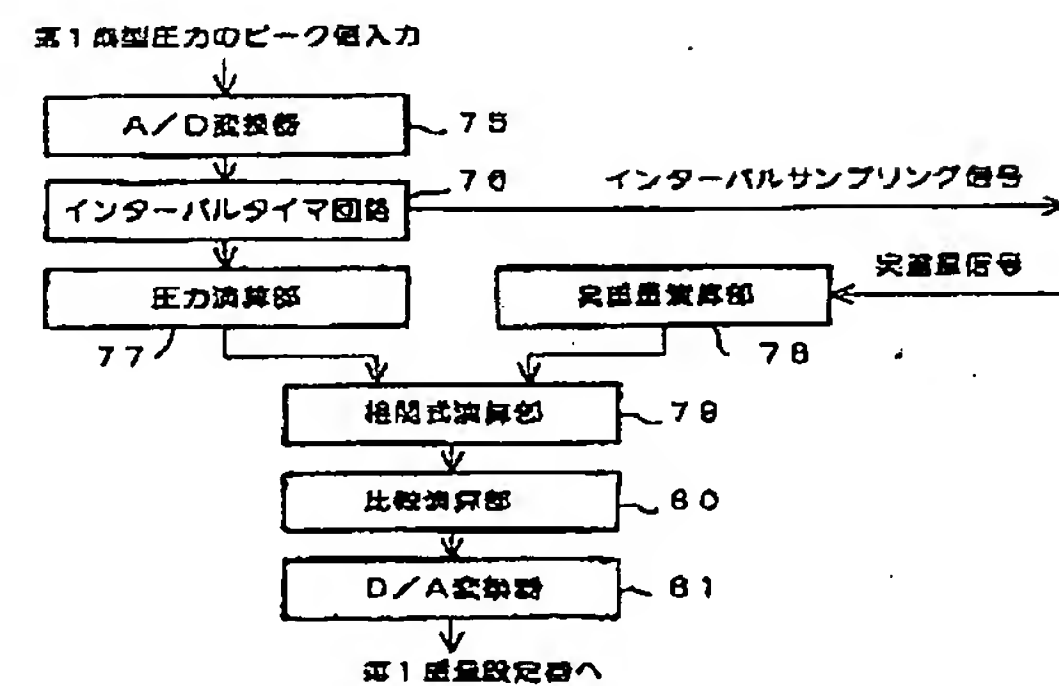 第1成型圧力のピーク値入力
A/D変換器
75
インターバルタイマ回路
76
インターバルサンプリング信号
圧力演算部
77
実重量信号
実重量演算部
78
相関式演算部
79
比較演算部
80
D/A変換器
81
第1重量設定器へ